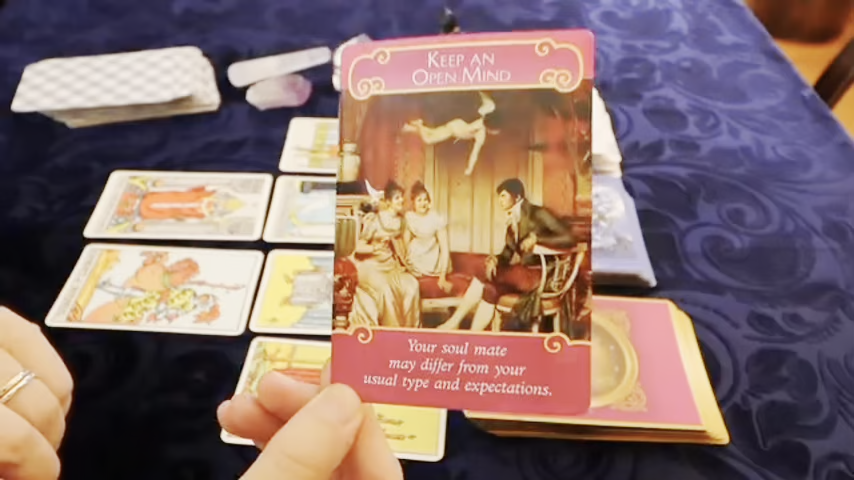 KEEP AN
OPEN MIND
Your soul mate
may differ from your
usual type and expectations.